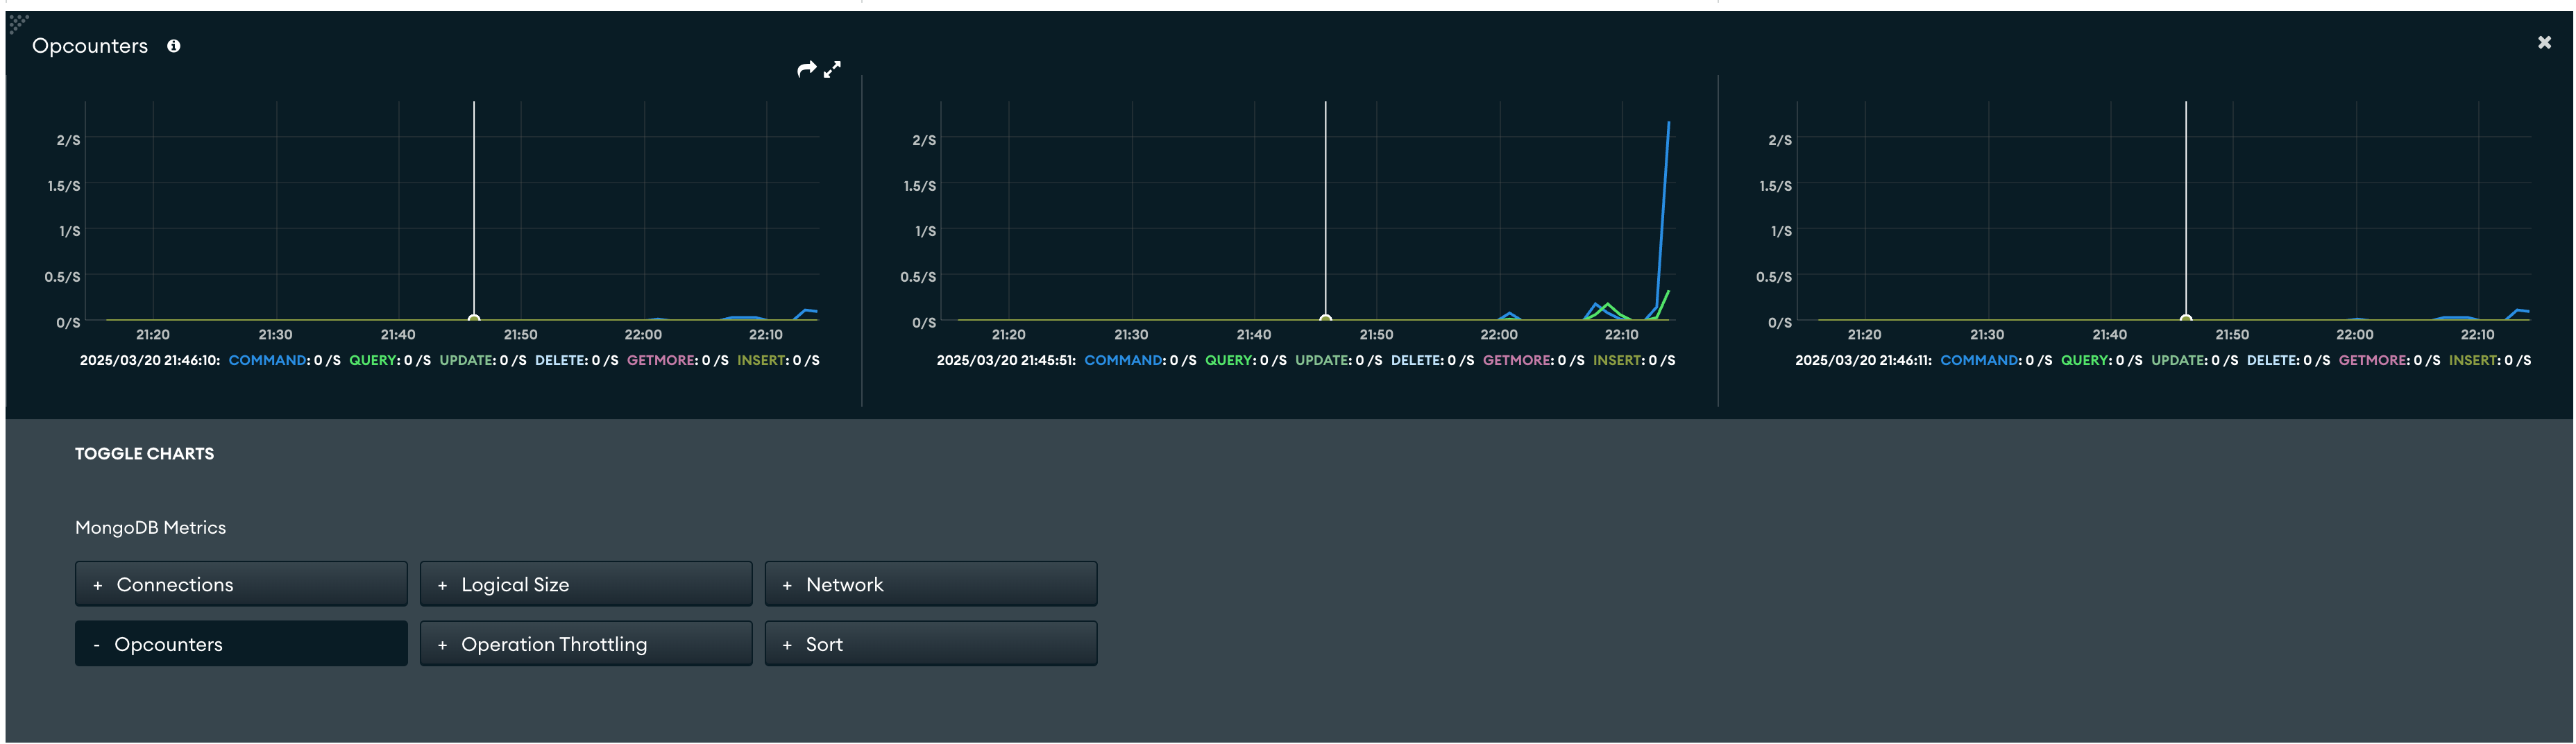 Opcounters
2/S
1.5/S
1/S
0.5/S
0/S
21:20 21:30 21:40 21:50 22:00 22:10
2025/03/20 21:46:10: COMMAND: 0 /S QUERY: 0 /S UPDATE: 0 /S DELETE: 0 /S GETMORE: 0 /S INSERT: 0 /S
2/S
1.5/S
1/S
0.5/S
0/S
21:20 21:30 21:40 21:50 22:00 22:10
2025/03/20 21:45:51: COMMAND: 0 /S QUERY: 0 /S UPDATE: 0 /S DELETE: 0 /S GETMORE: 0 /S INSERT: 0 /S
2/S
1.5/S
1/S
0.5/S
0/S
21:20 21:30 21:40 21:50 22:00 22:10
2025/03/20 21:46:11: COMMAND: 0 /S QUERY: 0 /S UPDATE: 0 /S DELETE: 0 /S GETMORE: 0 /S INSERT: 0 /S
TOGGLE CHARTS
MongoDB Metrics
+ Connections + Logical Size + Network
- Opcounters + Operation Throttling + Sort